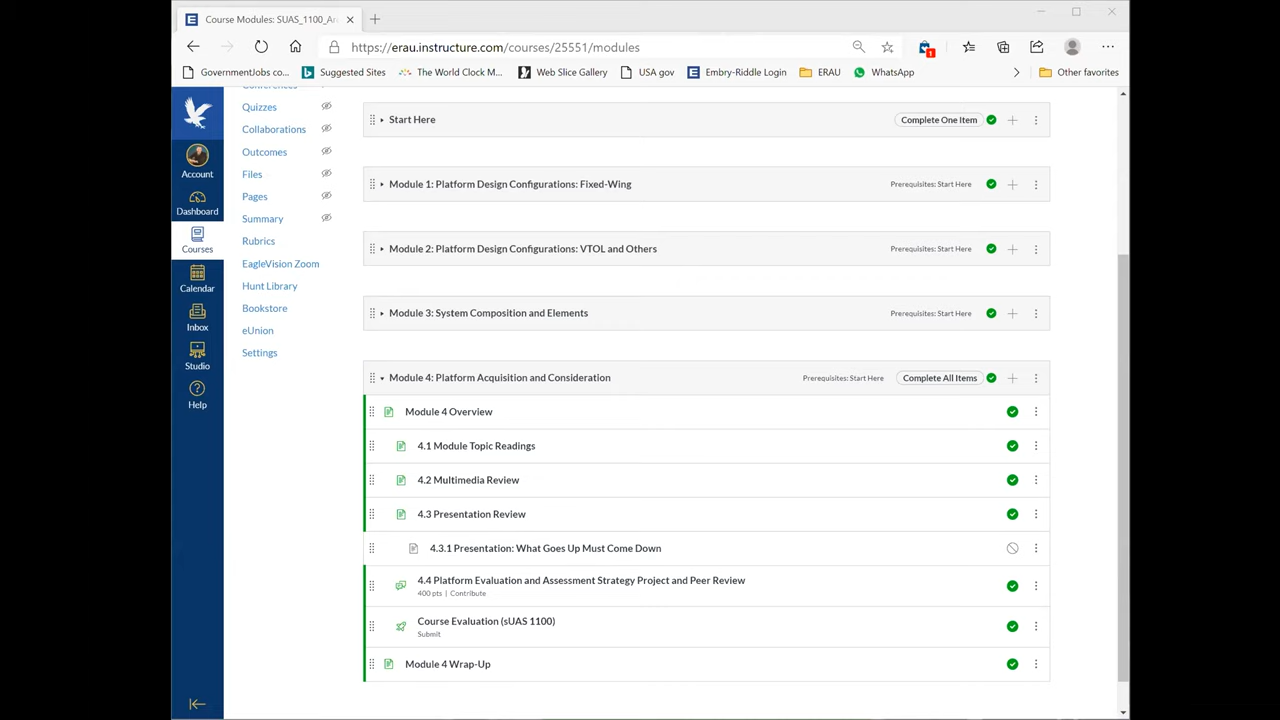 Course Modules: SUAS_1100_Ar
https://erau.instructure.com/courses/25551/modules
1
GovernmentJobs co...
Suggested Sites
The World Clock M...
Web Slice Gallery
USA gov
Embry-Riddle Login
ERAU
WhatsApp
Other favorites
Account
Dashboard
Courses
Calendar
Inbox
Studio
Help
Conferences
Quizzes
Collaborations
Outcomes
Files
Pages
Summary
Rubrics
EagleVision Zoom
Hunt Library
Bookstore
eUnion
Settings
Start Here
Complete One Item
Module 1: Platform Design Configurations: Fixed-Wing
Prerequisites: Start Here
Module 2: Platform Design Configurations: VTOL and Others
Prerequisites: Start Here
Module 3: System Composition and Elements
Prerequisites: Start Here
Module 4: Platform Acquisition and Consideration
Prerequisites: Start Here
Complete All Items
Module 4 Overview
4.1 Module Topic Readings
4.2 Multimedia Review
4.3 Presentation Review
4.3.1 Presentation: What Goes Up Must Come Down
4.4 Platform Evaluation and Assessment Strategy Project and Peer Review
400 pts | Contribute
Course Evaluation (sUAS 1100)
Submit
Module 4 Wrap-Up